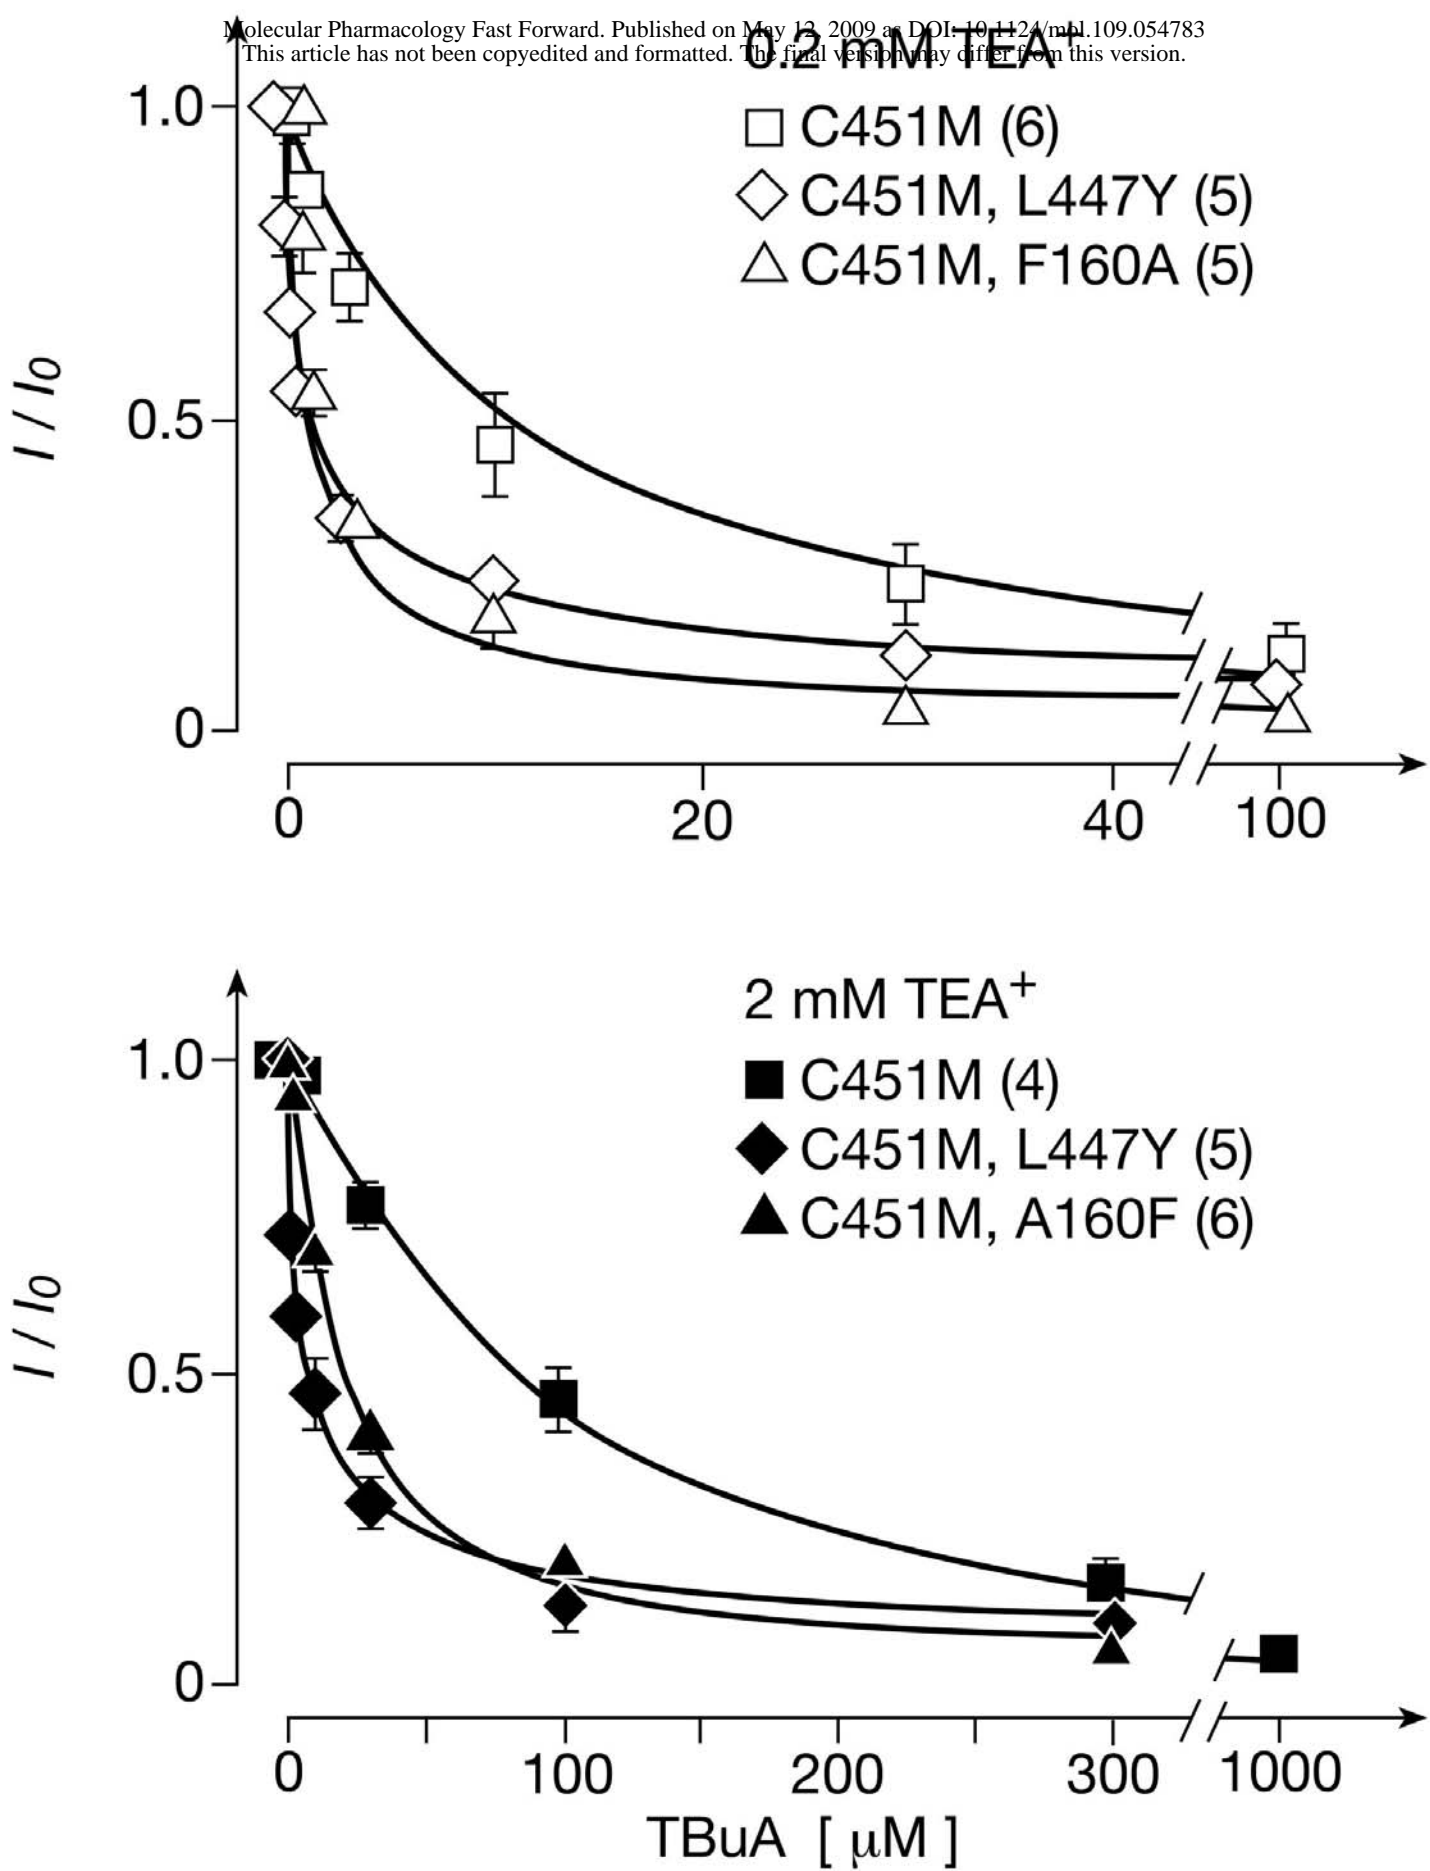 Molecular Pharmacology Fast Forward. Published on May 12, 2009 as DOI: 10.1124/mol.109.054783
This article has not been copyedited and formatted. The final version may differ from this version.
0.2 mM TEA+
C451M (6)
C451M, L447Y (5)
C451M, F160A (5)
1.0
0.5
0
I / I0
0 20 40 100
2 mM TEA+
C451M (4)
C451M, L447Y (5)
C451M, A160F (6)
1.0
0.5
0
I / I0
0 100 200 300 1000
TBuA [ μM ]